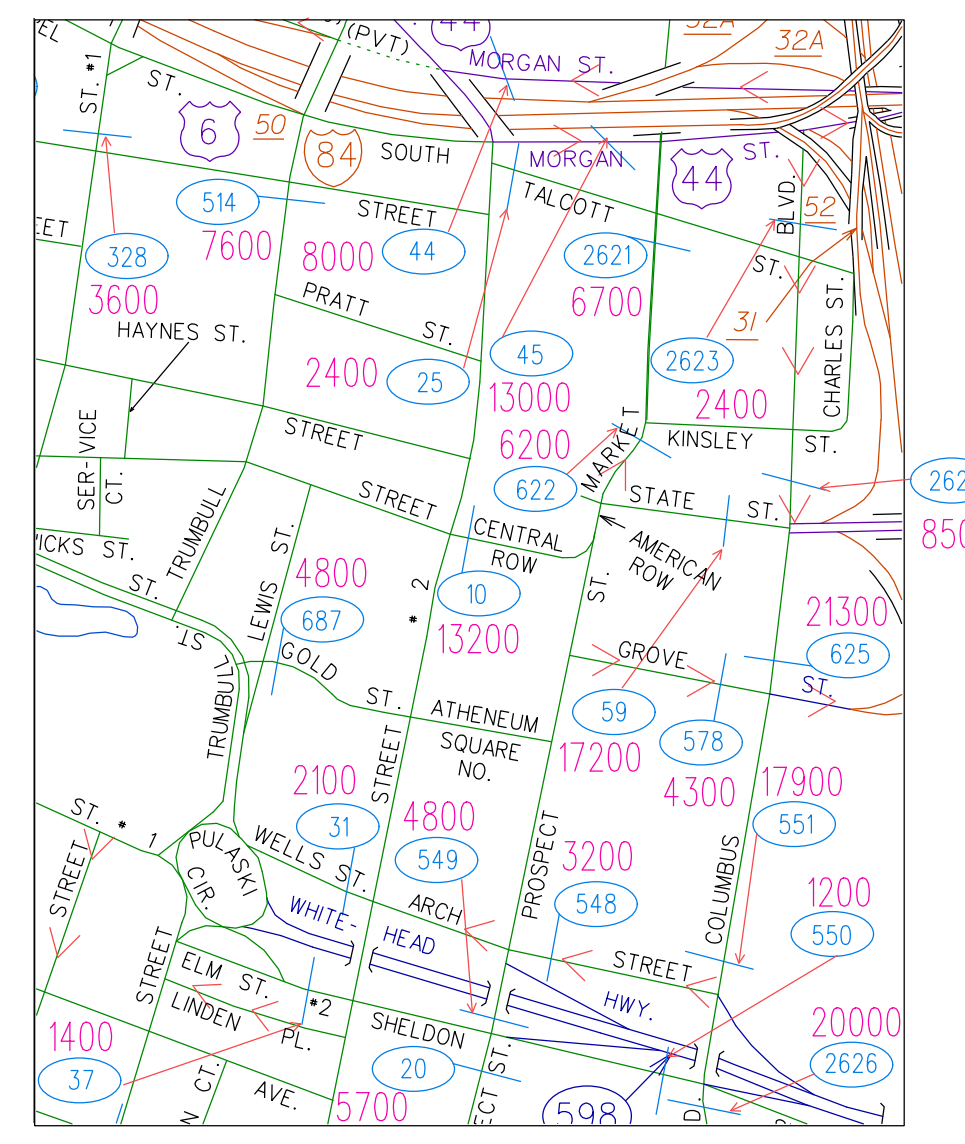 44
32A
32A
(PVT)
MORGAN ST.
EL
ST. #1
ST.
6
50
84
SOUTH
MORGAN
ST.
44
BLVD.
52
514
STREET
TALCOTT
328
7600
8000
44
2621
ST.
3600
PRATT
ST.
6700
31
CHARLES ST.
HAYNES ST.
2400
25
45
2623
13000
2400
SER-VICE
CT.
STREET
6200
MARKET
KINSLEY
ST.
622
STREET
STATE
ST.
262
850
TRUMBULL
ST.
CENTRAL
ROW
AMERICAN
ROW
ST.
LEWIS ST.
4800
687
# 2
10
13200
ST.
21300
625
ST.
TRUMBULL
GOLD
ST.
GROVE
ST.
59
578
ATHENEUM
SQUARE
NO.
STREET
17200
4300
17900
551
2100
31
4800
549
ST. # 1
PULASKI
CIR.
WELLS ST.
PROSPECT
3200
548
COLUMBUS
1200
550
STREET
WHITE-
HEAD
ARCH
STREET
HWY.
STREET
ELM ST.
#2
LINDEN
PL.
SHELDON
ST.
20000
2626
1400
37
CT.
AVE.
20
5700
598
D.